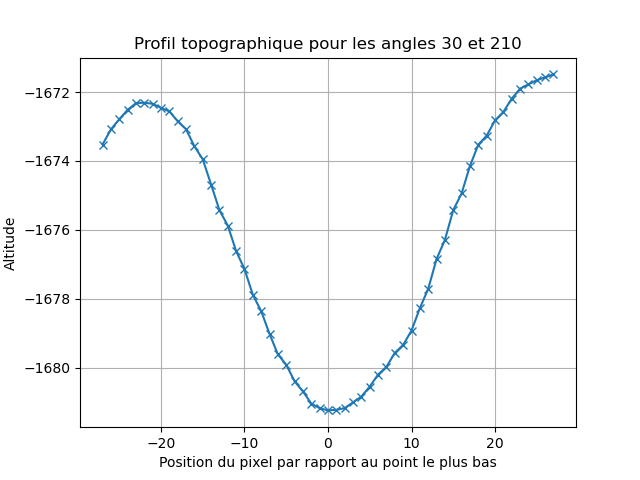 Profil topographique pour les angles 30 et 210
Altitude
−1672
−1674
−1676
−1678
−1680
−20 −10 0 10 20
Position du pixel par rapport au point le plus bas